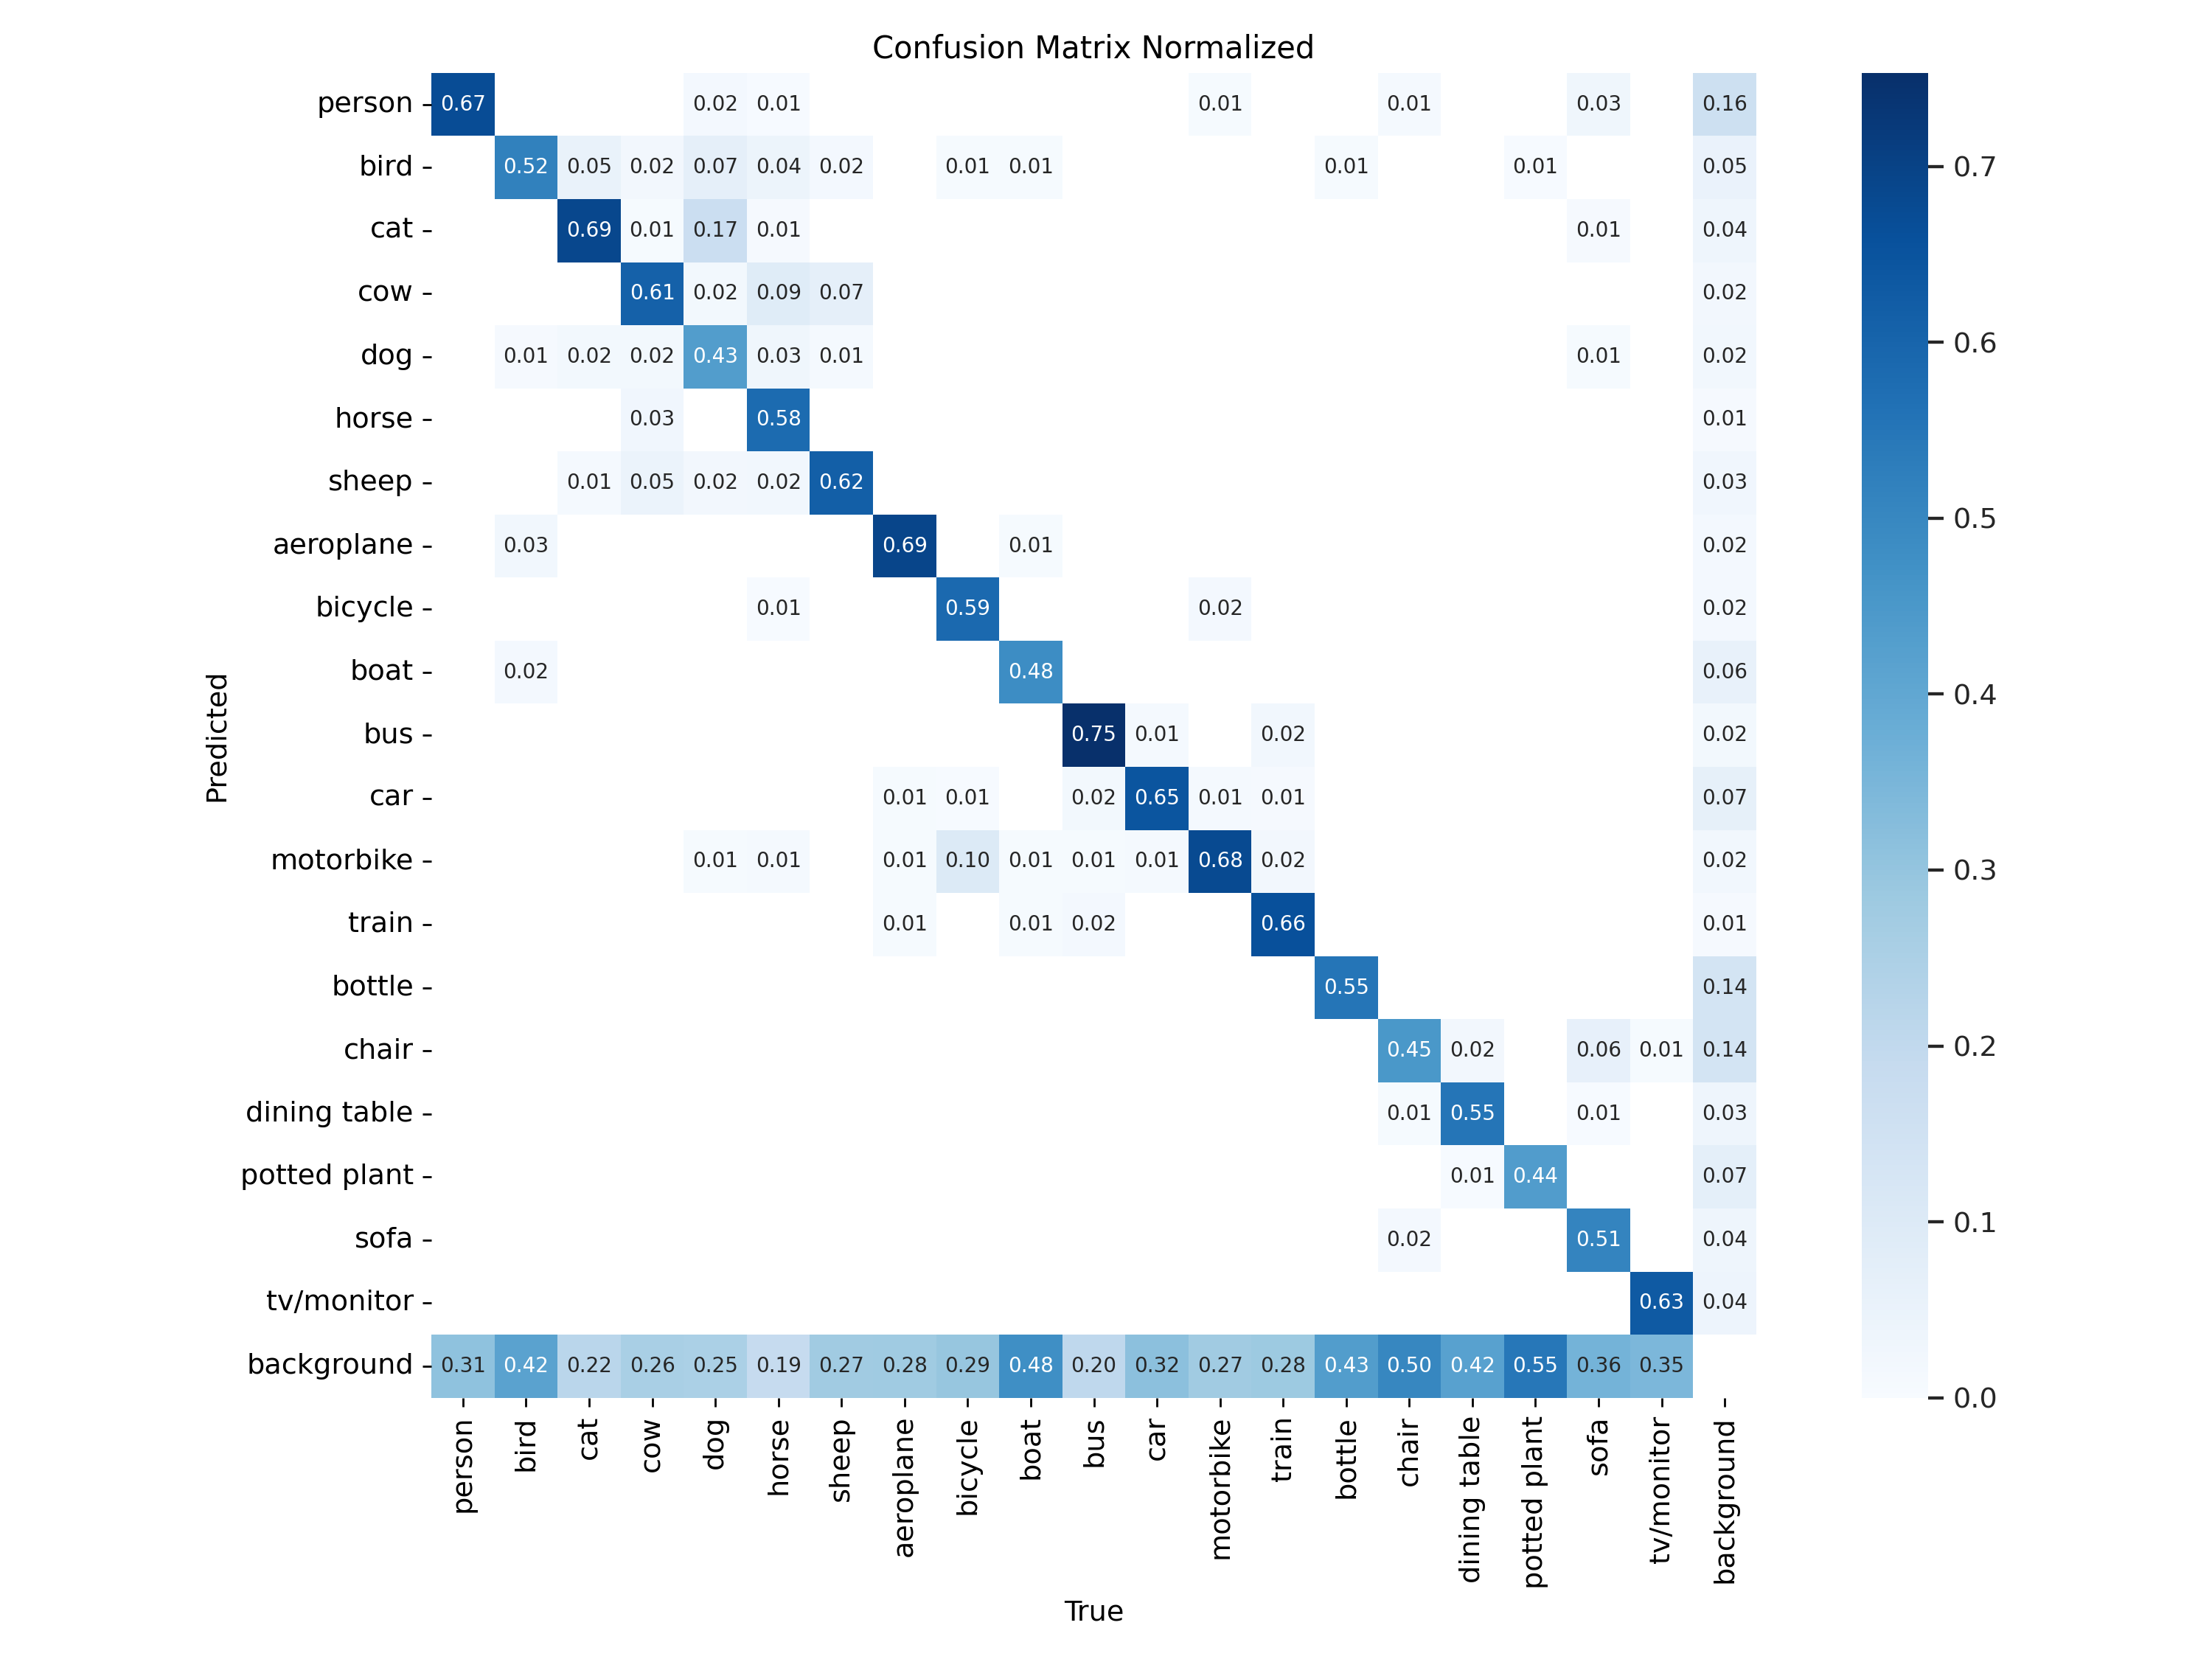 Confusion Matrix Normalized
person 0.67 0.02 0.01 0.01 0.01 0.03 0.16
bird 0.52 0.05 0.02 0.07 0.04 0.02 0.01 0.01 0.01 0.01 0.05
cat 0.69 0.01 0.17 0.01 0.01 0.04
cow 0.61 0.02 0.09 0.07 0.02
dog 0.01 0.02 0.02 0.43 0.03 0.01 0.01 0.02
horse 0.03 0.58 0.01
sheep 0.01 0.05 0.02 0.02 0.62 0.03
aeroplane 0.03 0.69 0.01 0.02
bicycle 0.01 0.59 0.02 0.02
boat 0.02 0.48 0.06
bus 0.75 0.01 0.02 0.02
car 0.01 0.01 0.02 0.65 0.01 0.01 0.07
motorbike 0.01 0.01 0.01 0.10 0.01 0.01 0.01 0.68 0.02 0.02
train 0.01 0.01 0.02 0.66 0.01
bottle 0.55 0.14
chair 0.45 0.02 0.06 0.01 0.14
dining table 0.01 0.55 0.01 0.03
potted plant 0.01 0.44 0.07
sofa 0.02 0.51 0.04
tv/monitor 0.63 0.04
background 0.31 0.42 0.22 0.26 0.25 0.19 0.27 0.28 0.29 0.48 0.20 0.32 0.27 0.28 0.43 0.50 0.42 0.55 0.36 0.35
person bird cat cow dog horse sheep aeroplane bicycle boat bus car motorbike train bottle chair dining table potted plant sofa tv/monitor background
True
Predicted
0.7
0.6
0.5
0.4
0.3
0.2
0.1
0.0